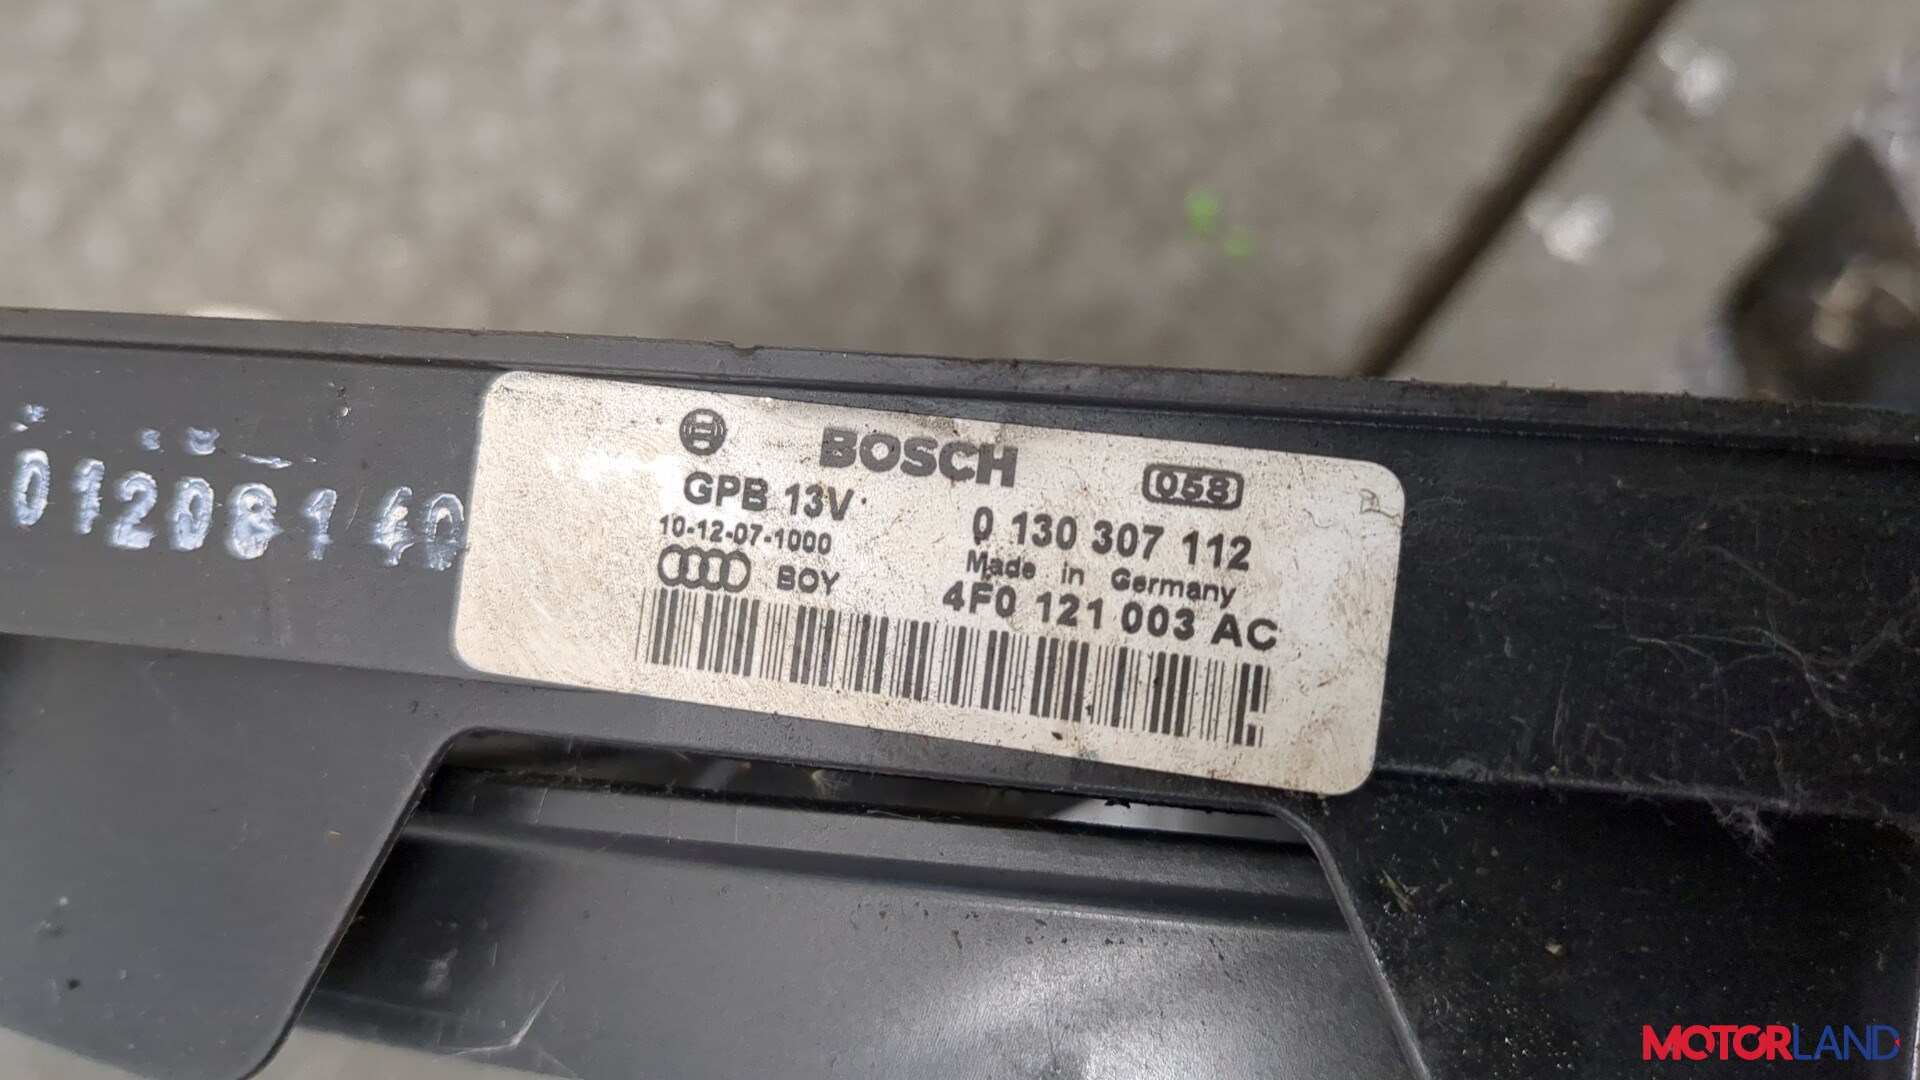 01208140
BOSCH
058
GPB 13V
0 130 307 112
10-12-07-1000
Made in Germany
BOY
4F0 121 003 AC
MOTORLAND